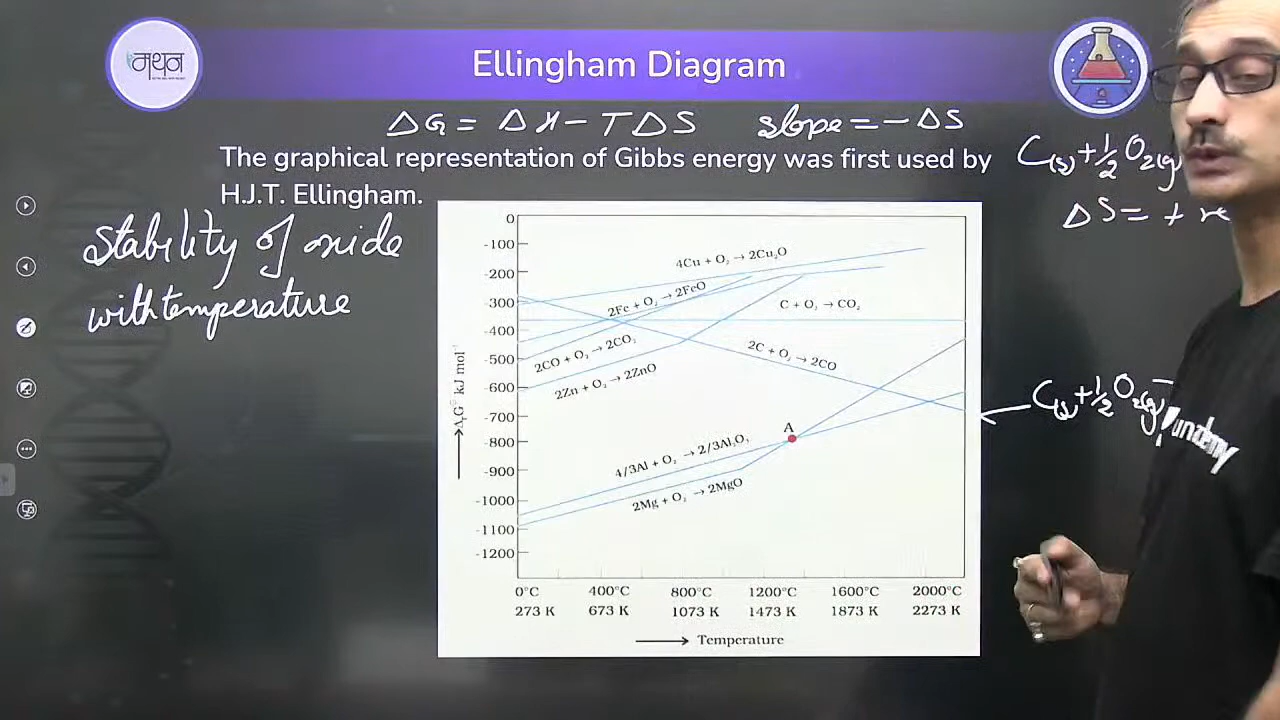 मंथन
Ellingham Diagram
ΔG = ΔH - TΔS slope = - ΔS
The graphical representation of Gibbs energy was first used by
H.J.T. Ellingham.
C(s) + 1/2 O2(g)
ΔS = + ve
Stability of oxide
with temperature
0
-100
-200
-300
-400
-500
-600
-700
-800
-900
-1000
-1100
-1200
ΔrG⊖ kJ mol⁻¹
4Cu + O₂ → 2Cu₂O
2Fe + O₂ → 2FeO
C + O₂ → CO₂
2CO + O₂ → 2CO₂
2C + O₂ → 2CO
2Zn + O₂ → 2ZnO
A
4/3Al + O₂ → 2/3Al₂O₃
2Mg + O₂ → 2MgO
0°C 400°C 800°C 1200°C 1600°C 2000°C
273 K 673 K 1073 K 1473 K 1873 K 2273 K
Temperature
C(s) + 1/2 O2(g)